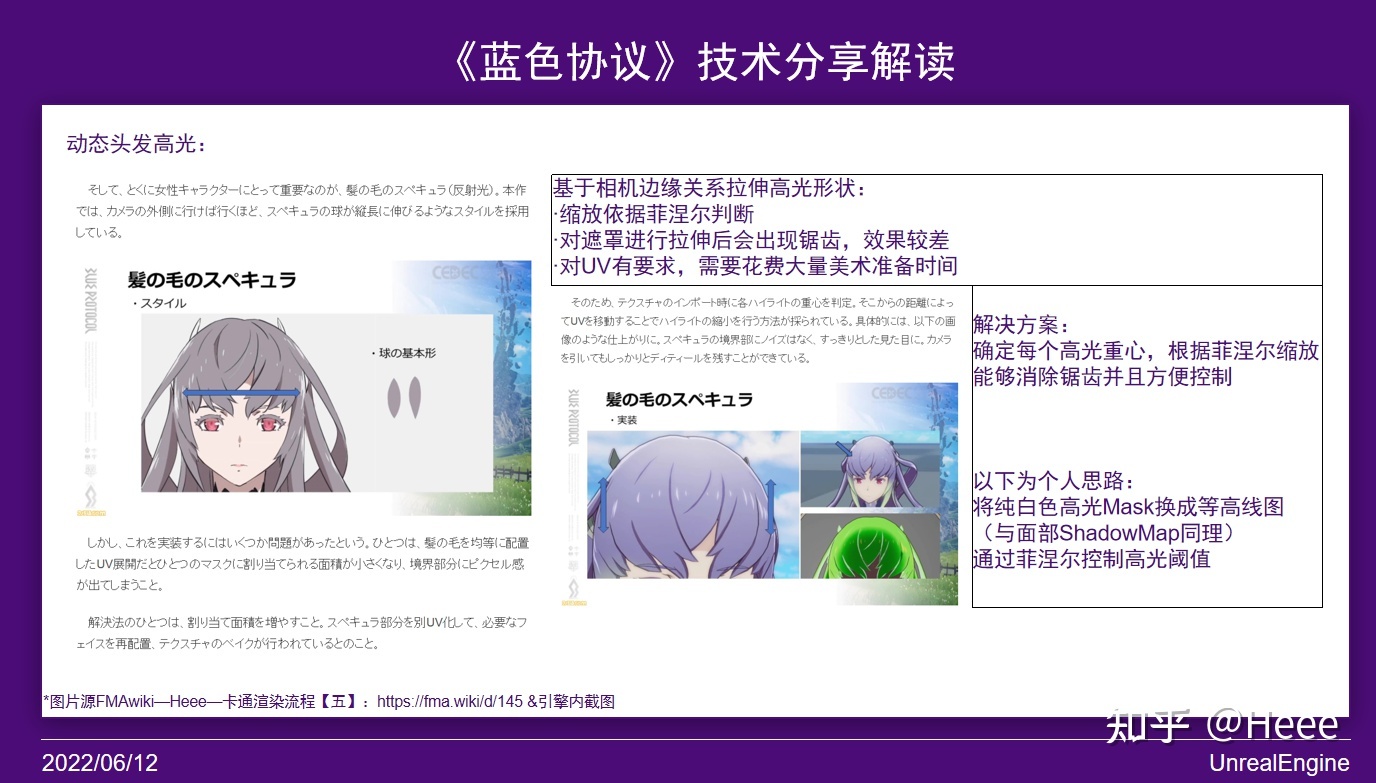 《蓝色协议》技术分享解读
动态头发高光：
そして、とくに女性キャラクターにとって重要なのが、髪の毛のスペキュラ（反射光）。本作
では、カメラの外側に行けば行くほど、スペキュラの球が縦長に伸びるようなスタイルを採用
している。
BLUE PROTOCOL
CEDEC
髪の毛のスペキュラ
・スタイル
・球の基本形
しかし、これを実装するにはいくつか問題があったという。ひとつは、髪の毛を均等に配置
したUV展開だとひとつのマスクに割り当てられる面積が小さくなり、境界部分にピクセル感
が出てしまうこと。
解決法のひとつは、割り当て面積を増やすこと。スペキュラ部分を別UV化して、必要なフ
ェイスを再配置、テクスチャのベイクが行われているとのこと。
基于相机边缘关系拉伸高光形状：
·缩放依据菲涅尔判断
·对遮罩进行拉伸后会出现锯齿，效果较差
·对UV有要求，需要花费大量美术准备时间
そのため、テクスチャのインポート時に各ハイライトの重心を判定。そこからの距離によっ
てUVを移動することでハイライトの縮小を行う方法が採られている。具体的には、以下の画
像のような仕上がりに。スペキュラの境界部にノイズはなく、すっきりとした見た目に。カメラ
を引いてもしっかりとディティールを残すことができている。
BLUE PROTOCOL
CEDEC
髪の毛のスペキュラ
・実装
解决方案：
确定每个高光重心，根据菲涅尔缩放
能够消除锯齿并且方便控制
以下为个人思路：
将纯白色高光Mask换成等高线图
（与面部ShadowMap同理）
通过菲涅尔控制高光阈值
*图片源FMAwiki—Heee—卡通渲染流程【五】：https://fma.wiki/d/145 &引擎内截图
知乎 @Heee
2022/06/12
UnrealEngine